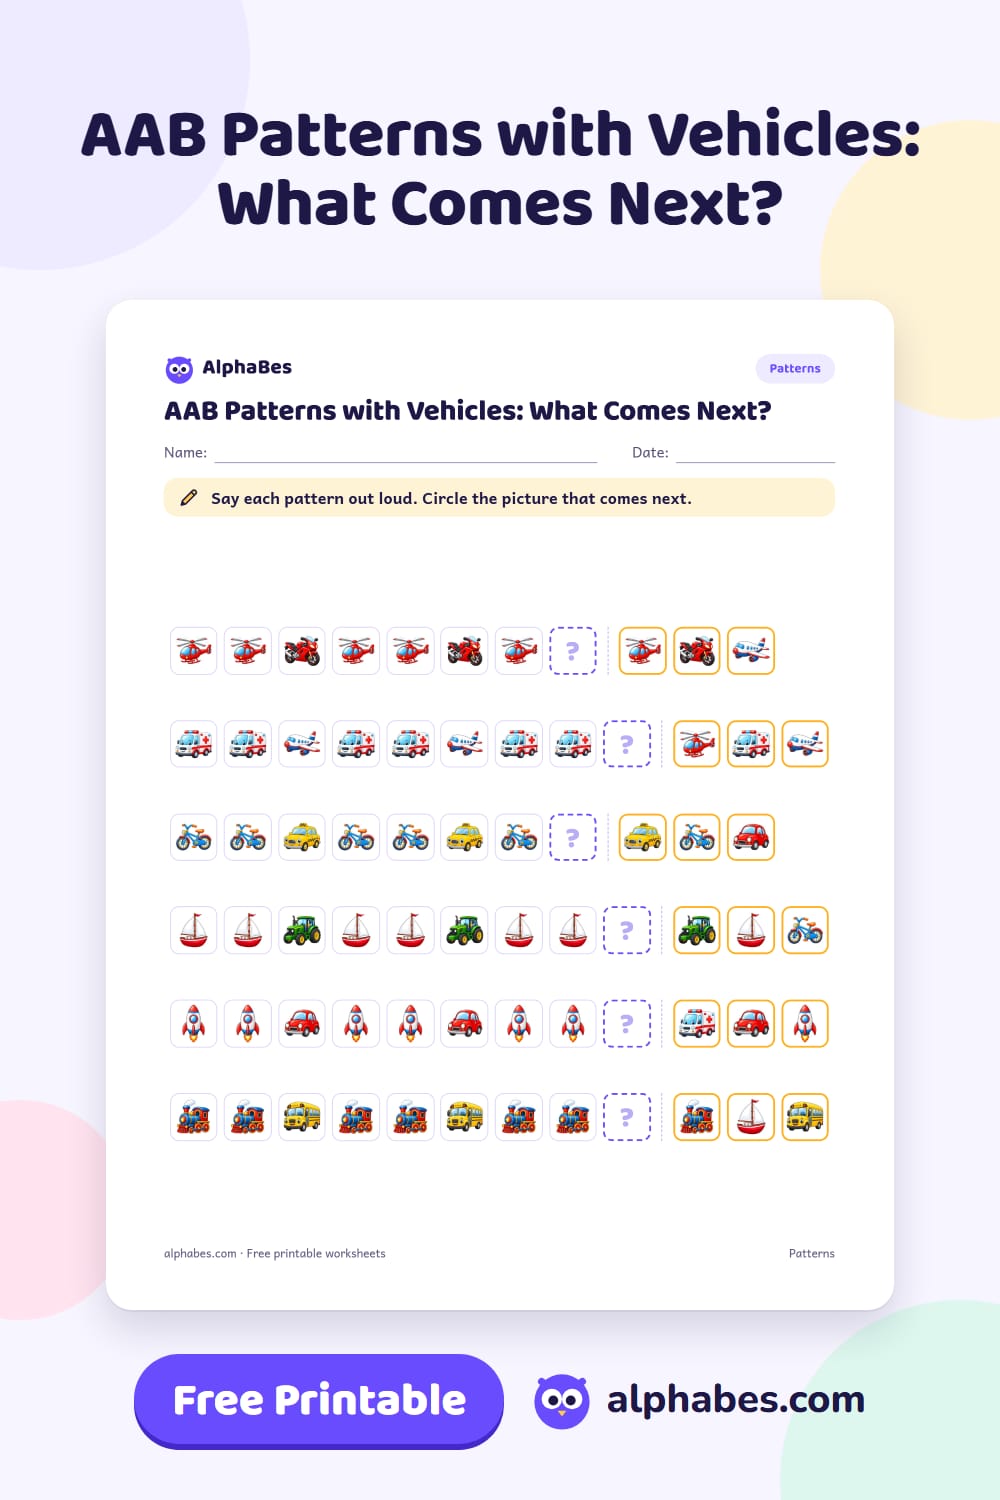 AAB Patterns with Vehicles:
What Comes Next?
AlphaBes
Patterns
AAB Patterns with Vehicles: What Comes Next?
Name:
Date:
Say each pattern out loud. Circle the picture that comes next.
?
?
?
?
?
?
alphabes.com · Free printable worksheets
Patterns
Free Printable
alphabes.com